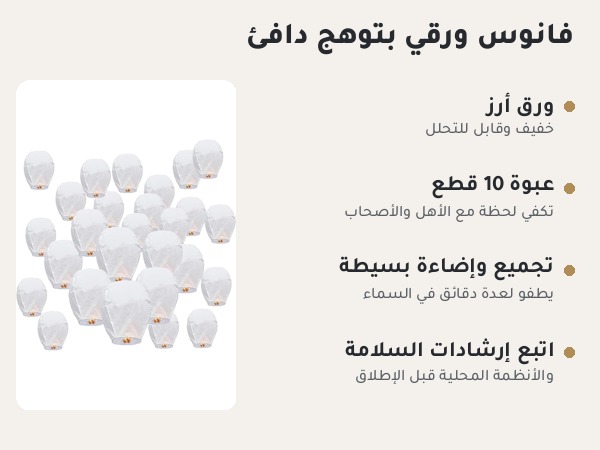 فانوس ورقي بتوهج دافئ
ورق أرز
خفيف وقابل للتحلل
عبوة 10 قطع
تكفي لحظة مع الأهل والأصحاب
تجميع وإضاءة بسيطة
يطفو لعدة دقائق في السماء
اتبع إرشادات السلامة
والأنظمة المحلية قبل الإطلاق